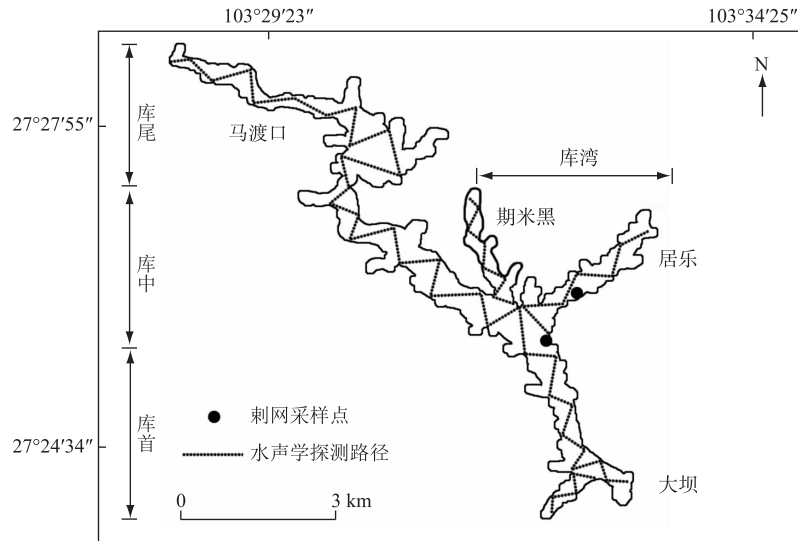 103°29′23″
103°34′25″
N
27°27′55″
库尾
马渡口
库湾
期米黑
居乐
库中
库首
刺网采样点
水声学探测路径
27°24′34″
大坝
0
3 km